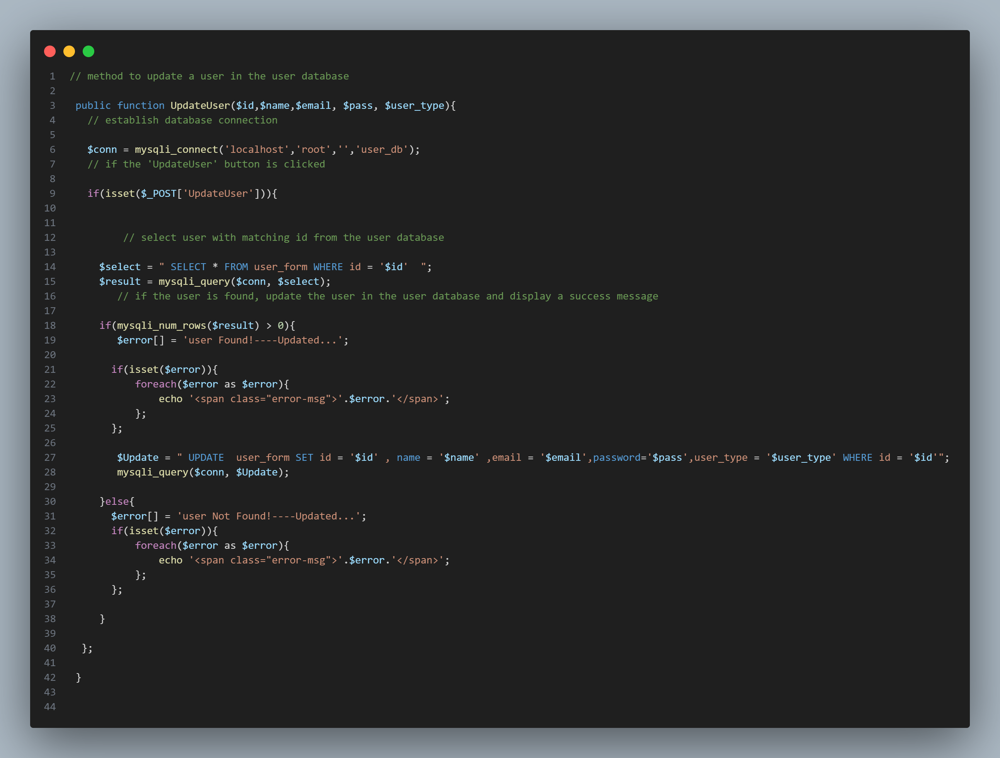 1 // method to update a user in the user database
2
3 public function UpdateUser($id,$name,$email, $pass, $user_type){
4 // establish database connection
5
6 $conn = mysqli_connect('localhost','root','','user_db');
7 // if the 'UpdateUser' button is clicked
8
9 if(isset($_POST['UpdateUser'])){
10
11
12 // select user with matching id from the user database
13
14 $select = " SELECT * FROM user_form WHERE id = '$id'  ";
15 $result = mysqli_query($conn, $select);
16 // if the user is found, update the user in the user database and display a success message
17
18 if(mysqli_num_rows($result) > 0){
19 $error[] = 'user Found!----Updated...';
20
21 if(isset($error)){
22 foreach($error as $error){
23 echo '<span class="error-msg">'.$error.'</span>';
24 };
25 };
26
27 $Update = " UPDATE  user_form SET id = '$id' , name = '$name' ,email = '$email',password='$pass',user_type = '$user_type' WHERE id = '$id'";
28 mysqli_query($conn, $Update);
29
30 }else{
31 $error[] = 'user Not Found!----Updated...';
32 if(isset($error)){
33 foreach($error as $error){
34 echo '<span class="error-msg">'.$error.'</span>';
35 };
36 };
37
38 }
39
40 };
41
42 }
43
44